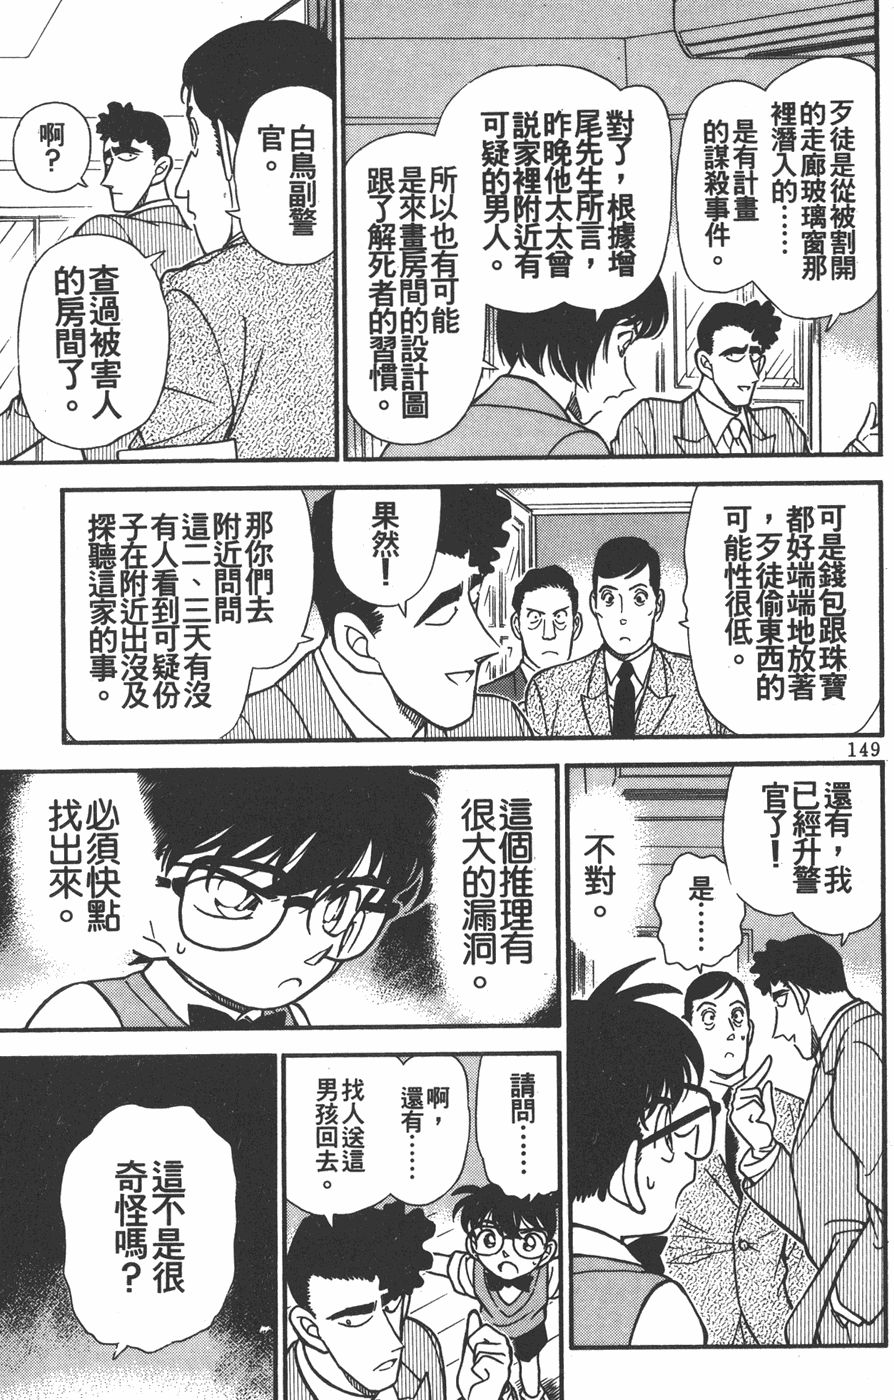 歹徒是從被割開
的走廊玻璃窗那
裡潛入的……
是有計畫
的謀殺事件。
對了，根據增
尾先生所言，
昨晚他太太曾
説家裡附近有
可疑的男人。
所以也有可能
是來畫房間的設計圖
跟了解死者的習慣。
白鳥副警
官。
啊？
查過被害人
的房間了。
可是錢包跟珠寶
都好端端地放著
，歹徒偷東西的
可能性很低。
果然！
那你們去
附近問問
這二、三天有沒
有人看到可疑份
子在附近出沒及
探聽這家的事。
149
還有，我
已經升警
官了！
是……
不對。
這個推理有
很大的漏洞。
必須快點
找出來。
請問……
啊，
還有……
找人送這
男孩回去。
這不是很
奇怪嗎？